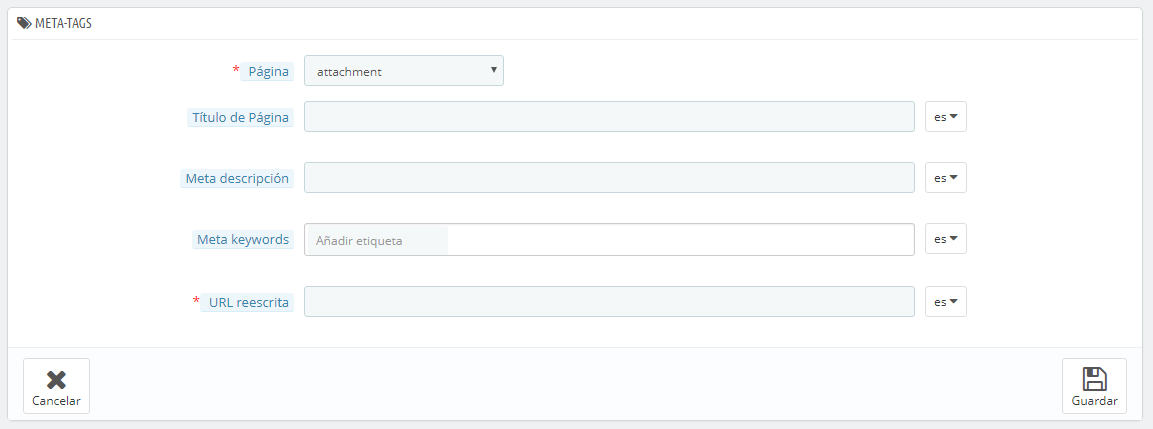 META-TAGS
* Página attachment
Título de Página es
Meta descripción es
Meta keywords Añadir etiqueta es
* URL reescrita es
Cancelar Guardar